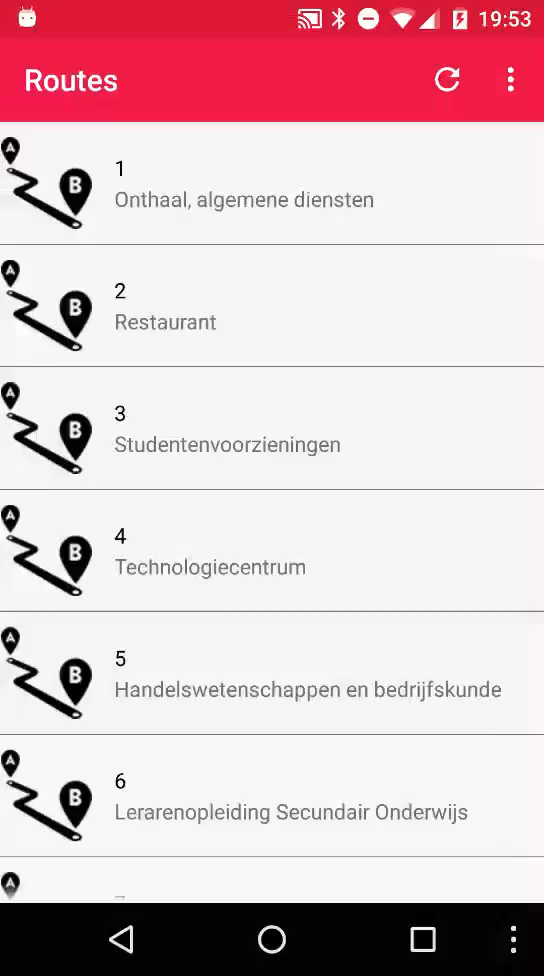 19:53
Routes
A
B
1
Onthaal, algemene diensten
A
B
2
Restaurant
A
B
3
Studentenvoorzieningen
A
B
4
Technologiecentrum
A
B
5
Handelswetenschappen en bedrijfskunde
A
B
6
Lerarenopleiding Secundair Onderwijs
A